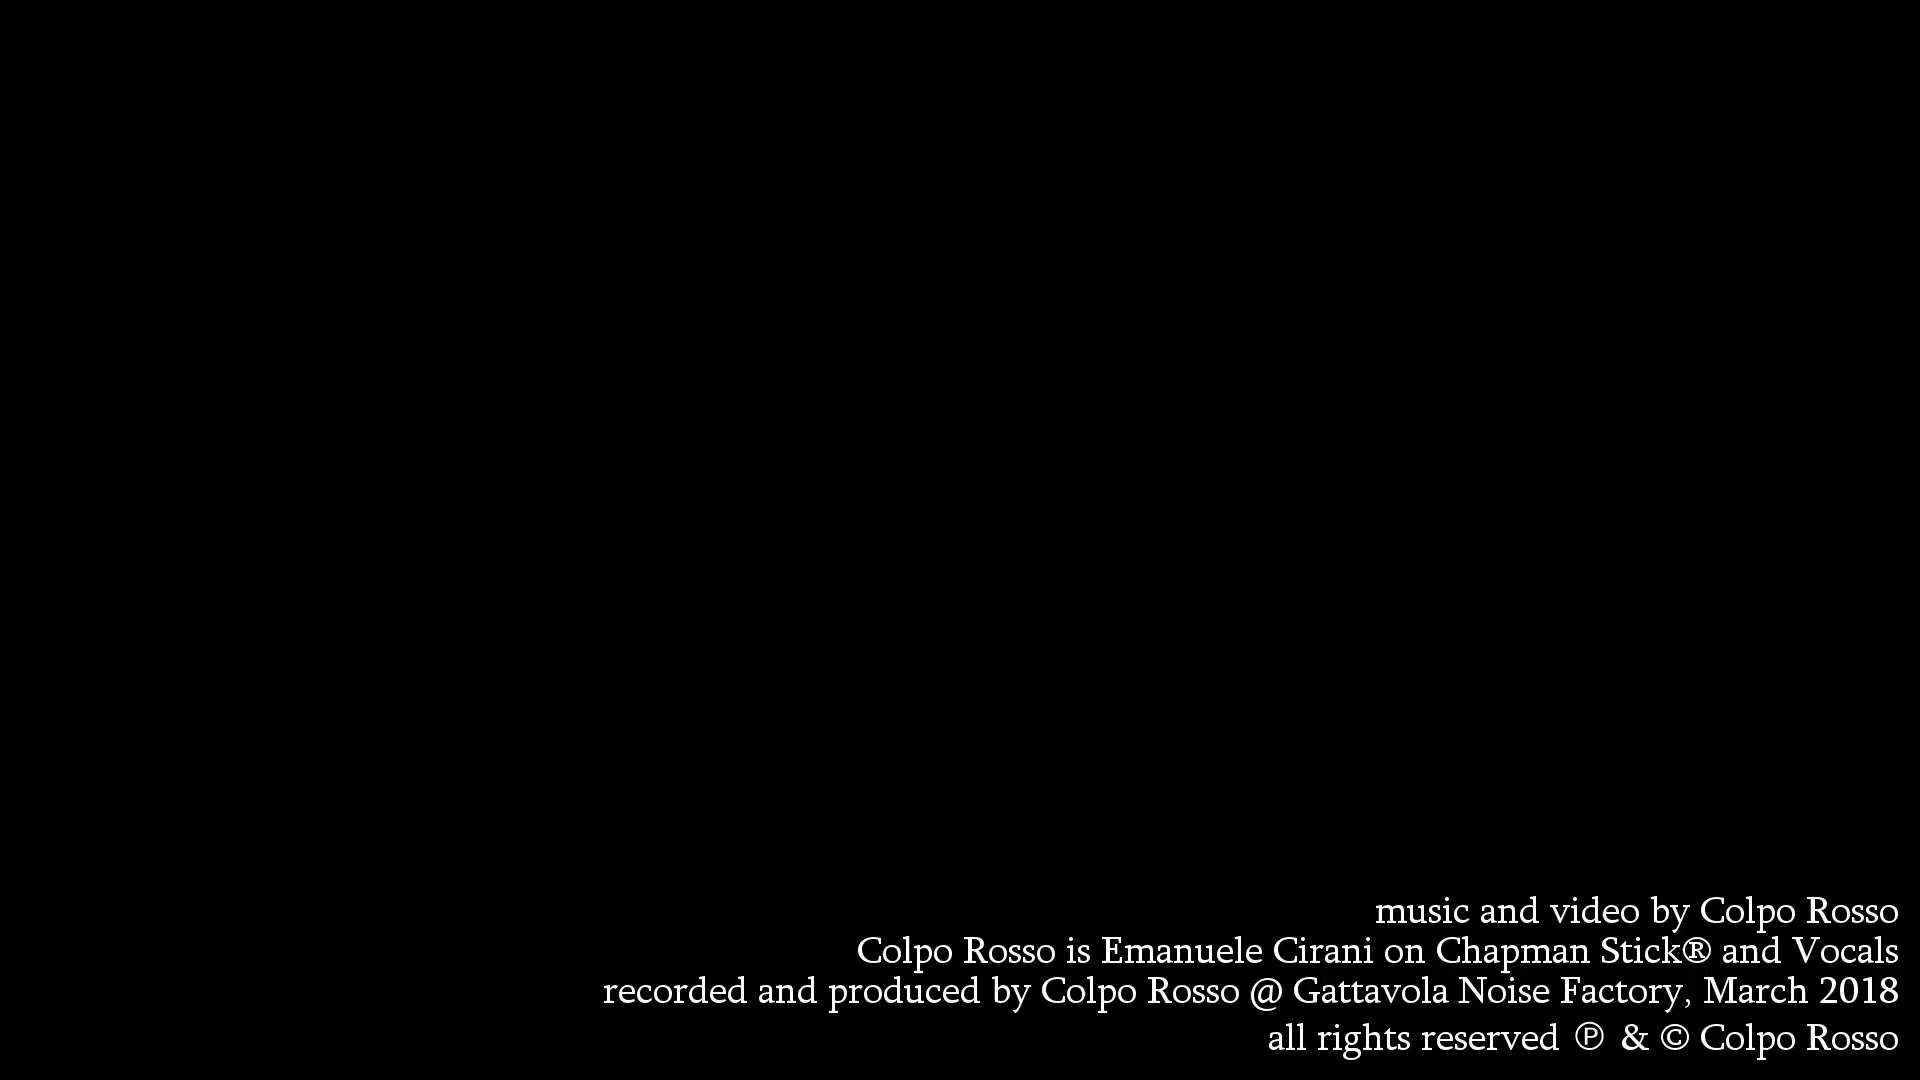 music and video by Colpo Rosso
Colpo Rosso is Emanuele Cirani on Chapman Stick® and Vocals
recorded and produced by Colpo Rosso @ Gattavola Noise Factory, March 2018
all rights reserved ℗ & © Colpo Rosso